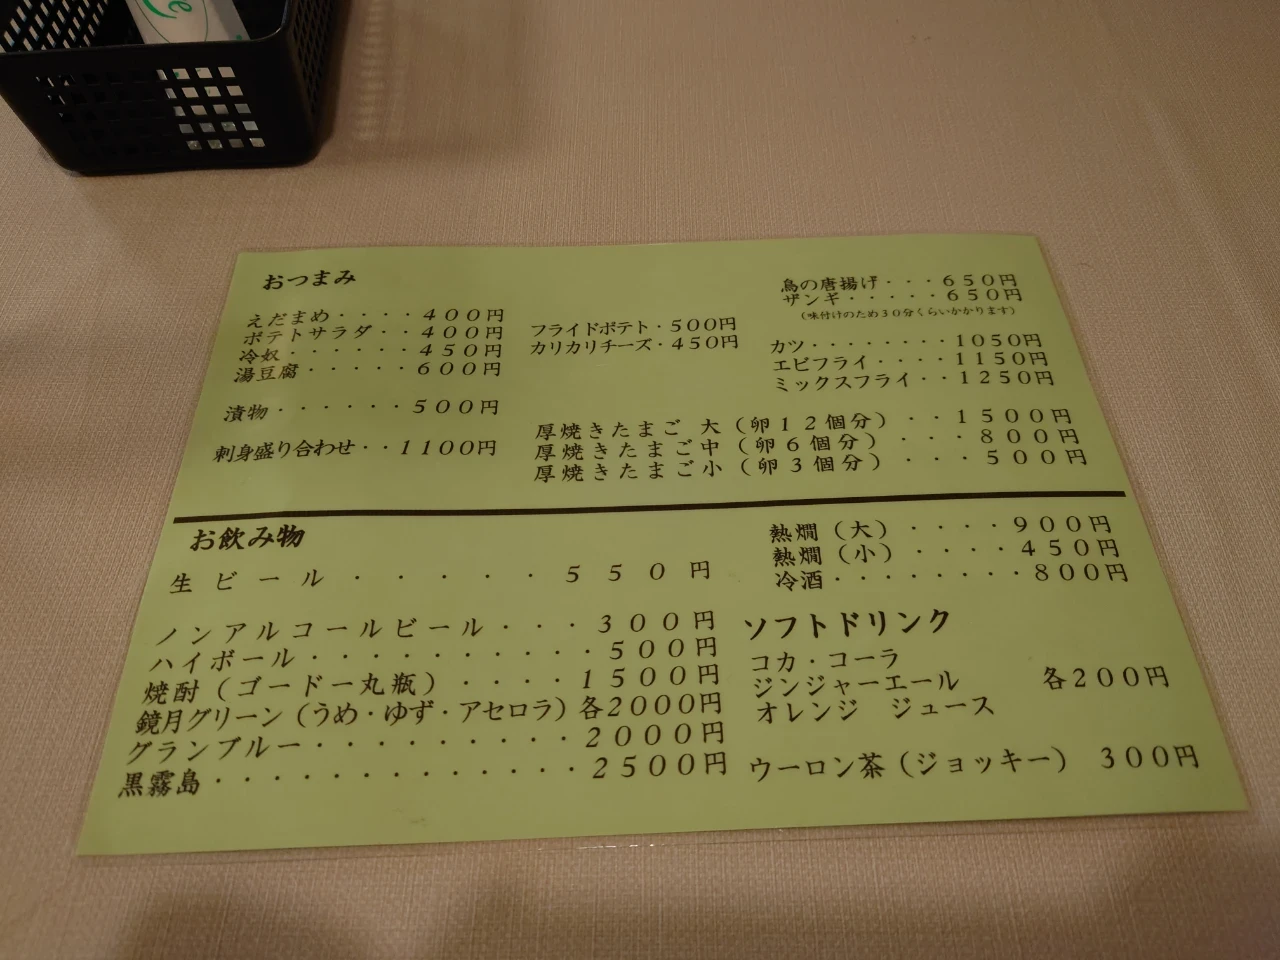 おつまみ
えだまめ・・・・４００円
ポテトサラダ・・４００円
冷奴・・・・・・４５０円
湯豆腐・・・・・６００円
漬物・・・・・・５００円
刺身盛り合わせ・・１１００円
フライドポテト・５００円
カリカリチーズ・４５０円
鳥の唐揚げ・・・６５０円
ザンギ・・・・・６５０円
（味付けのため３０分くらいかかります）
カツ・・・・・・・・１０５０円
エビフライ・・・・１１５０円
ミックスフライ・・１２５０円
厚焼きたまご 大（卵１２個分）・・１５００円
厚焼きたまご中（卵６個分）・・・８００円
厚焼きたまご小（卵３個分）・・・５００円
お飲み物
生ビール・・・・・５５０円
ノンアルコールビール・・・３００円
ハイボール・・・・・・・・・・５００円
焼酎（ゴードー丸瓶）・・・・１５００円
鏡月グリーン（うめ・ゆず・アセロラ）各２０００円
グランブルー・・・・・・・・・２０００円
黒霧島・・・・・・・・・・・・・２５００円
熱燗（大）・・・・９００円
熱燗（小）・・・・４５０円
冷酒・・・・・・・・８００円
ソフトドリンク
コカ・コーラ
ジンジャーエール 各２００円
オレンジ ジュース
ウーロン茶（ジョッキー） ３００円